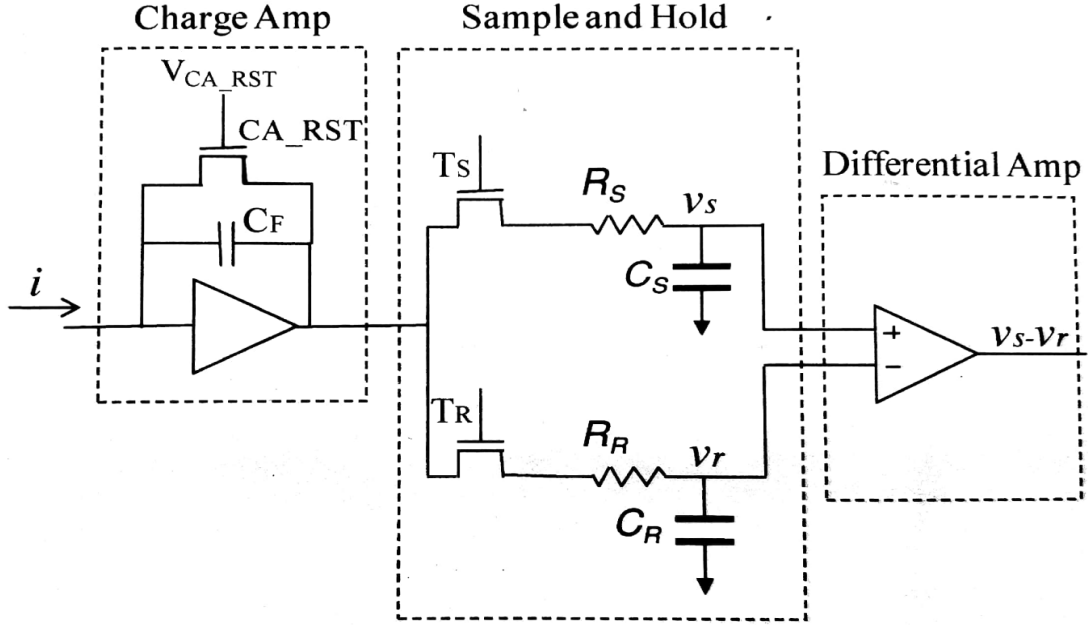 Charge Amp
Sample and Hold
V_CA_RST
CA_RST
C_F
i
T_S
R_S
v_s
C_S
Differential Amp
+
−
v_s-v_r
T_R
R_R
v_r
C_R